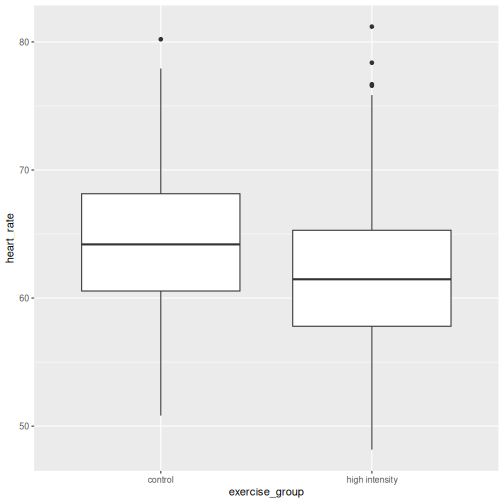 heart_rate
80
70
60
50
control
high intensity
exercise_group